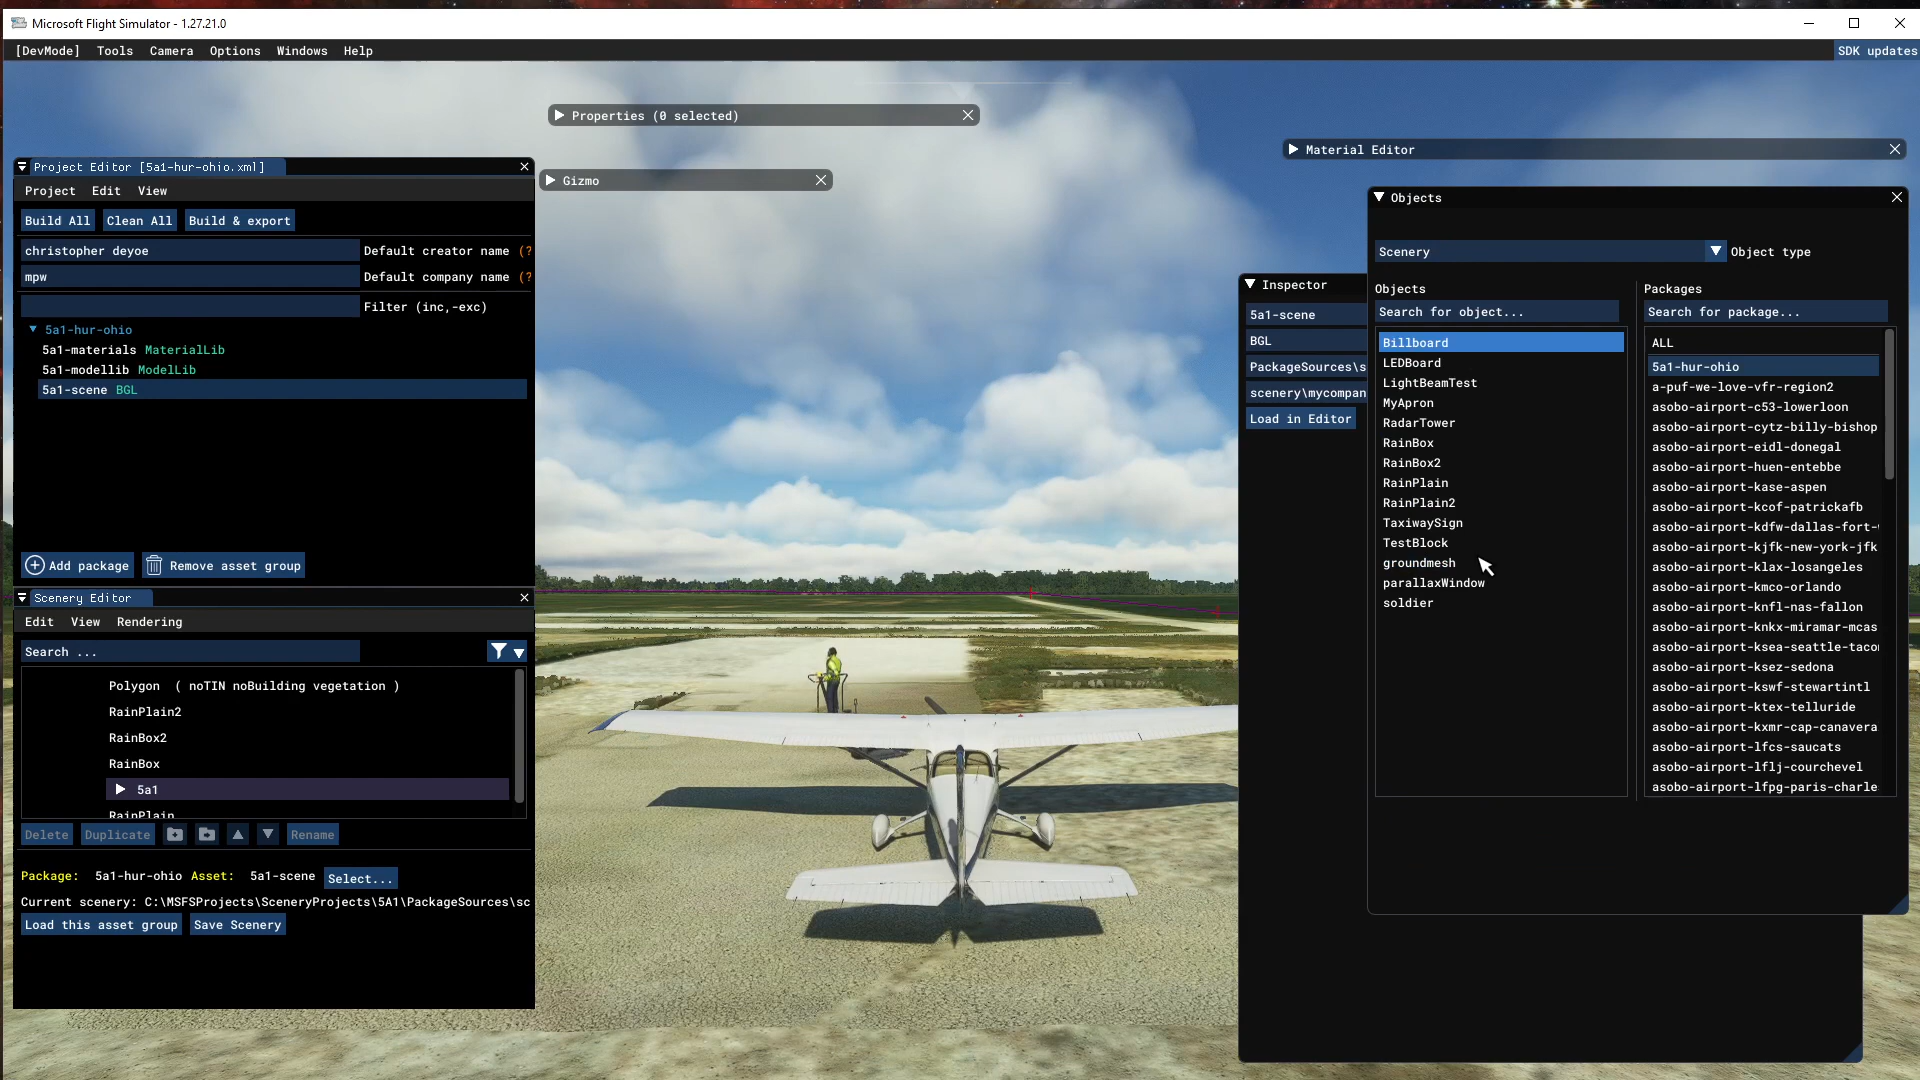 Microsoft Flight Simulator - 1.27.21.0
[DevMode] Tools Camera Options Windows Help
SDK updates
Properties (0 selected)
Gizmo
Material Editor
Project Editor [5a1-hur-ohio.xml]
Project Edit View
Build All Clean All Build & export
christopher deyoe Default creator name (?
mpw Default company name (?
Filter (inc,-exc)
5a1-hur-ohio
5a1-materials MaterialLib
5a1-modellib ModelLib
5a1-scene BGL
Add package Remove asset group
Scenery Editor
Edit View Rendering
Search ...
Polygon ( noTIN noBuilding vegetation )
RainPlain2
RainBox2
RainBox
5a1
RainPlain
Delete Duplicate Rename
Package: 5a1-hur-ohio Asset: 5a1-scene Select...
Current scenery: C:\MSFSProjects\SceneryProjects\5A1\PackageSources\sc
Load this asset group Save Scenery
Inspector
5a1-scene
BGL
PackageSources\s
scenery\mycompan
Load in Editor
Objects
Scenery Object type
Objects
Search for object...
Billboard
LEDBoard
LightBeamTest
MyApron
RadarTower
RainBox
RainBox2
RainPlain
RainPlain2
TaxiwaySign
TestBlock
groundmesh
parallaxWindow
soldier
Packages
Search for package...
ALL
5a1-hur-ohio
a-puf-we-love-vfr-region2
asobo-airport-c53-lowerloon
asobo-airport-cytz-billy-bishop
asobo-airport-eidl-donegal
asobo-airport-huen-entebbe
asobo-airport-kase-aspen
asobo-airport-kcof-patrickafb
asobo-airport-kdfw-dallas-fort-
asobo-airport-kjfk-new-york-jfk
asobo-airport-klax-losangeles
asobo-airport-kmco-orlando
asobo-airport-knfl-nas-fallon
asobo-airport-knkx-miramar-mcas
asobo-airport-ksea-seattle-taco
asobo-airport-ksez-sedona
asobo-airport-kswf-stewartintl
asobo-airport-ktex-telluride
asobo-airport-kxmr-cap-canavera
asobo-airport-lfcs-saucats
asobo-airport-lflj-courchevel
asobo-airport-lfpg-paris-charle